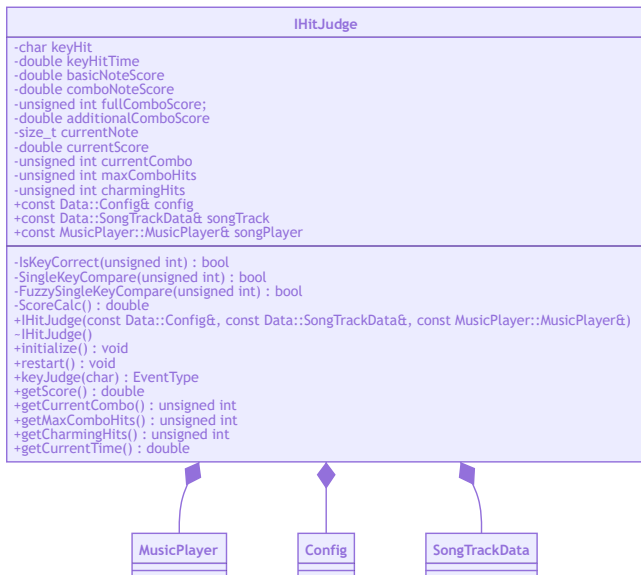 IHitJudge
-char keyHit
-double keyHitTime
-double basicNoteScore
-double comboNoteScore
-unsigned int fullComboScore;
-double additionalComboScore
-size_t currentNote
-double currentScore
-unsigned int currentCombo
-unsigned int maxComboHits
-unsigned int charmingHits
+const Data::Config& config
+const Data::SongTrackData& songTrack
+const MusicPlayer::MusicPlayer& songPlayer
-IsKeyCorrect(unsigned int) : bool
-SingleKeyCompare(unsigned int) : bool
-FuzzySingleKeyCompare(unsigned int) : bool
-ScoreCalc() : double
+IHitJudge(const Data::Config&, const Data::SongTrackData&, const MusicPlayer::MusicPlayer&)
~IHitJudge()
+initialize() : void
+restart() : void
+keyJudge(char) : EventType
+getScore() : double
+getCurrentCombo() : unsigned int
+getMaxComboHits() : unsigned int
+getCharmingHits() : unsigned int
+getCurrentTime() : double
MusicPlayer
Config
SongTrackData